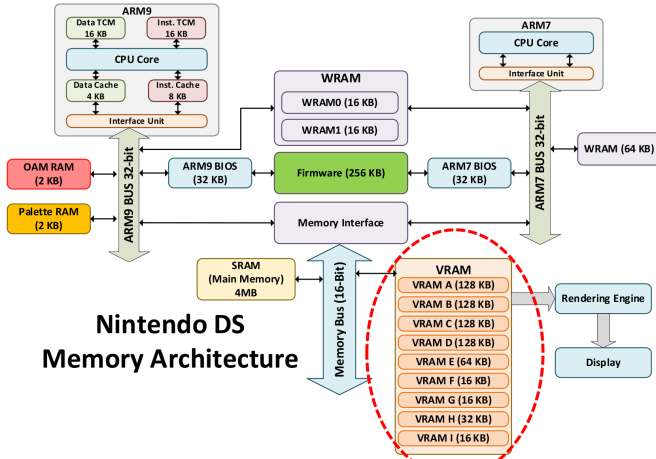 ARM9
Data TCM
16 KB
Inst. TCM
16 KB
CPU Core
Data Cache
4 KB
Inst. Cache
8 KB
Interface Unit
ARM7
CPU Core
Interface Unit
WRAM
WRAM0 (16 KB)
WRAM1 (16 KB)
ARM9 BUS 32-bit
ARM7 BUS 32-bit
WRAM (64 KB)
OAM RAM
(2 KB)
ARM9 BIOS
(32 KB)
Firmware (256 KB)
ARM7 BIOS
(32 KB)
Palette RAM
(2 KB)
Memory Interface
SRAM
(Main Memory)
4MB
Memory Bus (16-Bit)
VRAM
VRAM A (128 KB)
VRAM B (128 KB)
VRAM C (128 KB)
VRAM D (128 KB)
VRAM E (64 KB)
VRAM F (16 KB)
VRAM G (16 KB)
VRAM H (32 KB)
VRAM I (16 KB)
Rendering Engine
Display
Nintendo DS
Memory Architecture